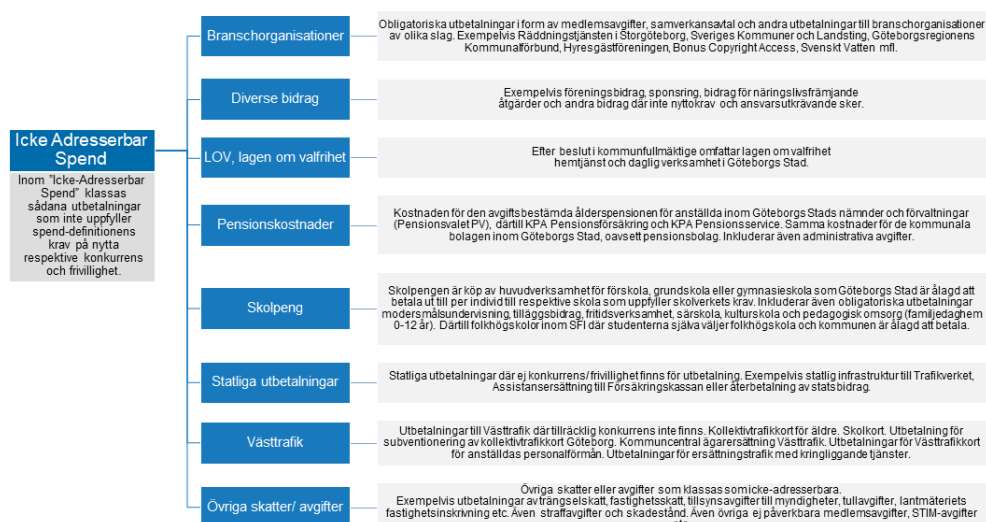 Icke Adresserbar
Spend
Inom "Icke-Adresserbar
Spend" klassas
sådana utbetalningar
som inte uppfyller
spend-definitionens
krav på nytta
respektive konkurrens
och frivillighet.
Branschorganisationer
Obligatoriska utbetalningar i form av medlemsavgifter, samverkansavtal och andra utbetalningar till branschorganisationer
av olika slag. Exempelvis Räddningstjänsten i Storgöteborg, Sveriges Kommuner och Landsting, Göteborgsregionens
Kommunalförbund, Hyresgästföreningen, Bonus Copyright Access, Svenskt Vatten mfl.
Diverse bidrag
Exempelvis föreningsbidrag, sponsring, bidrag för näringslivsfrämjande
åtgärder och andra bidrag där inte nyttokrav och ansvarsutkrävande sker.
LOV, lagen om valfrihet
Efter beslut i kommunfullmäktige omfattar lagen om valfrihet
hemtjänst och daglig verksamhet i Göteborgs Stad.
Pensionskostnader
Kostnaden för den avgiftsbestämda ålderspensionen för anställda inom Göteborgs Stads nämnder och förvaltningar
(Pensionsvalet PV), därtill KPA Pensionsförsäkring och KPA Pensionsservice. Samma kostnader för de kommunala
bolagen inom Göteborgs Stad, oavsett pensionsbolag. Inkluderar även administrativa avgifter.
Skolpeng
Skolpengen är köp av huvudverksamhet för förskola, grundskola eller gymnasieskola som Göteborgs Stad är ålagd att
betala ut till per individ till respektive skola som uppfyller skolverkets krav. Inkluderar även obligatoriska utbetalningar
modersmålsundervisning, tilläggsbidrag, fritidsverksamhet, särskola, kulturskola och pedagogisk omsorg (familjedaghem
0-12 år). Därtill folkhögskolor inom SFI där studenterna själva väljer folkhögskola och kommunen är ålagd att betala.
Statliga utbetalningar
Statliga utbetalningar där ej konkurrens/frivillighet finns för utbetalning. Exempelvis statlig infrastruktur till Trafikverket,
Assistansersättning till Försäkringskassan eller återbetalning av statsbidrag.
Västtrafik
Utbetalningar till Västtrafik där tillräcklig konkurrens inte finns. Kollektivtrafikkort för äldre. Skolkort. Utbetalning för
subventionering av kollektivtrafikkort Göteborg. Kommuncentral ägarersättning Västtrafik. Utbetalningar för Västtrafikkort
för anställdas personalförmån. Utbetalningar för ersättningstrafik med kringliggande tjänster.
Övriga skatter/ avgifter
Övriga skatter eller avgifter som klassas som icke-adresserbara.
Exempelvis utbetalningar av trängselskatt, fastighetsskatt, tillsynsavgifter till myndigheter, tullavgifter, lantmäteriets
fastighetsinskrivning etc. Även straffavgifter och skadestånd. Även övriga ej påverkbara medlemsavgifter, STIM-avgifter